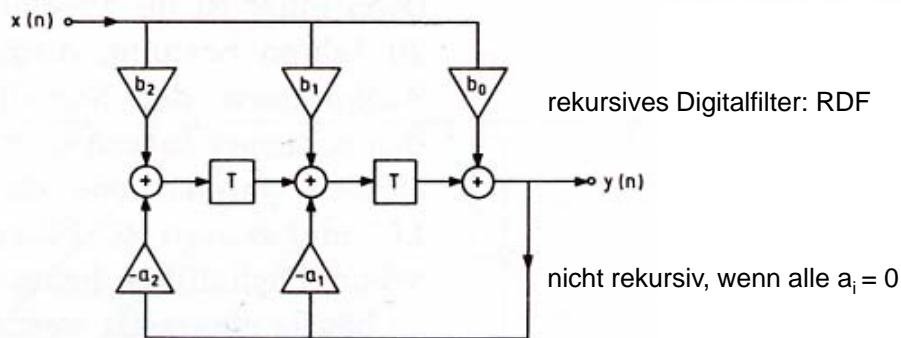 x(n)
b₂ b₁ b₀
rekursives Digitalfilter: RDF
+ T + T + y(n)
-a₂ -a₁
nicht rekursiv, wenn alle aᵢ = 0